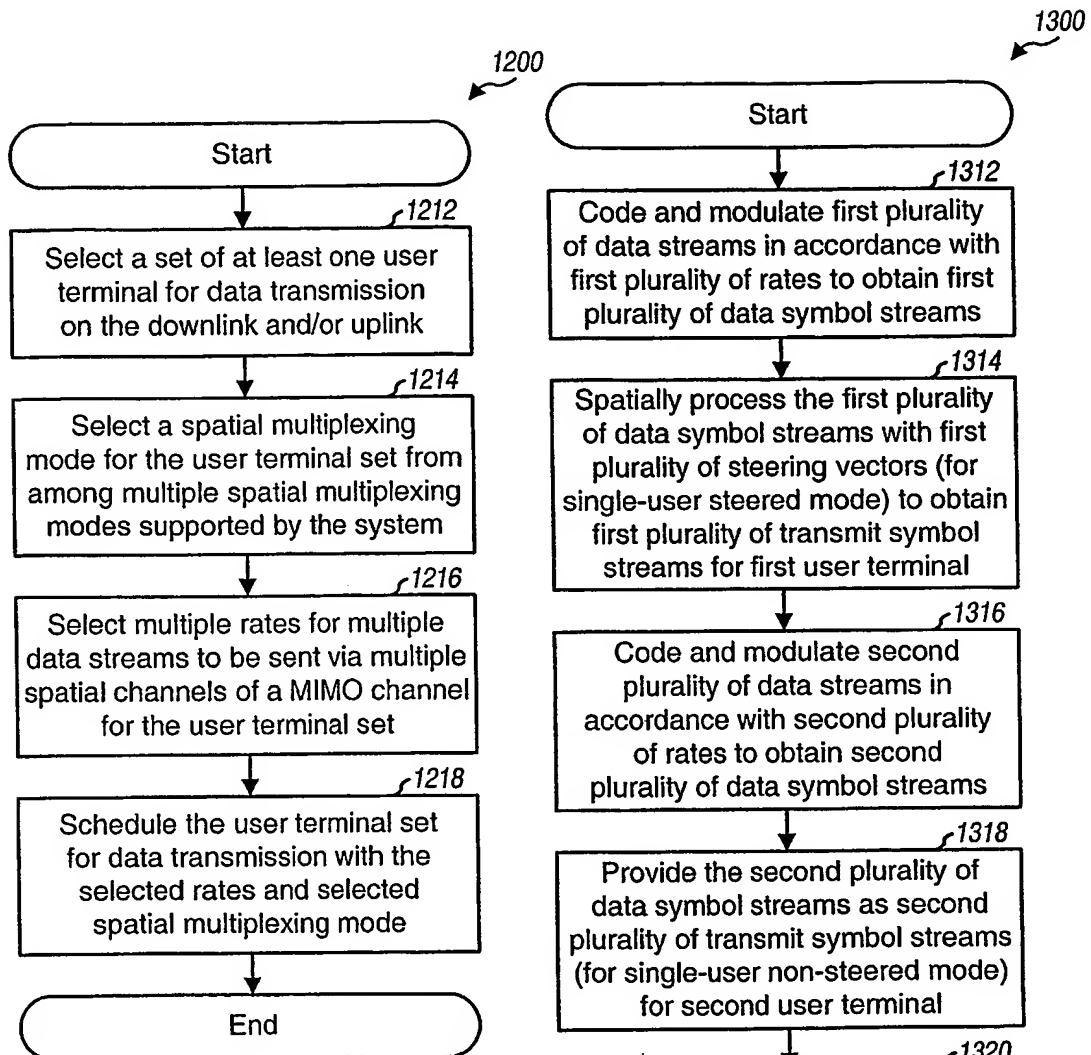 1200
Start
1212
Select a set of at least one user
terminal for data transmission
on the downlink and/or uplink
1214
Select a spatial multiplexing
mode for the user terminal set from
among multiple spatial multiplexing
modes supported by the system
1216
Select multiple rates for multiple
data streams to be sent via multiple
spatial channels of a MIMO channel
for the user terminal set
1218
Schedule the user terminal set
for data transmission with the
selected rates and selected
spatial multiplexing mode
End
1300
Start
1312
Code and modulate first plurality
of data streams in accordance with
first plurality of rates to obtain first
plurality of data symbol streams
1314
Spatially process the first plurality
of data symbol streams with first
plurality of steering vectors (for
single-user steered mode) to obtain
first plurality of transmit symbol
streams for first user terminal
1316
Code and modulate second
plurality of data streams in
accordance with second plurality
of rates to obtain second
plurality of data symbol streams
1318
Provide the second plurality of
data symbol streams as second
plurality of transmit symbol streams
(for single-user non-steered mode)
for second user terminal
1320